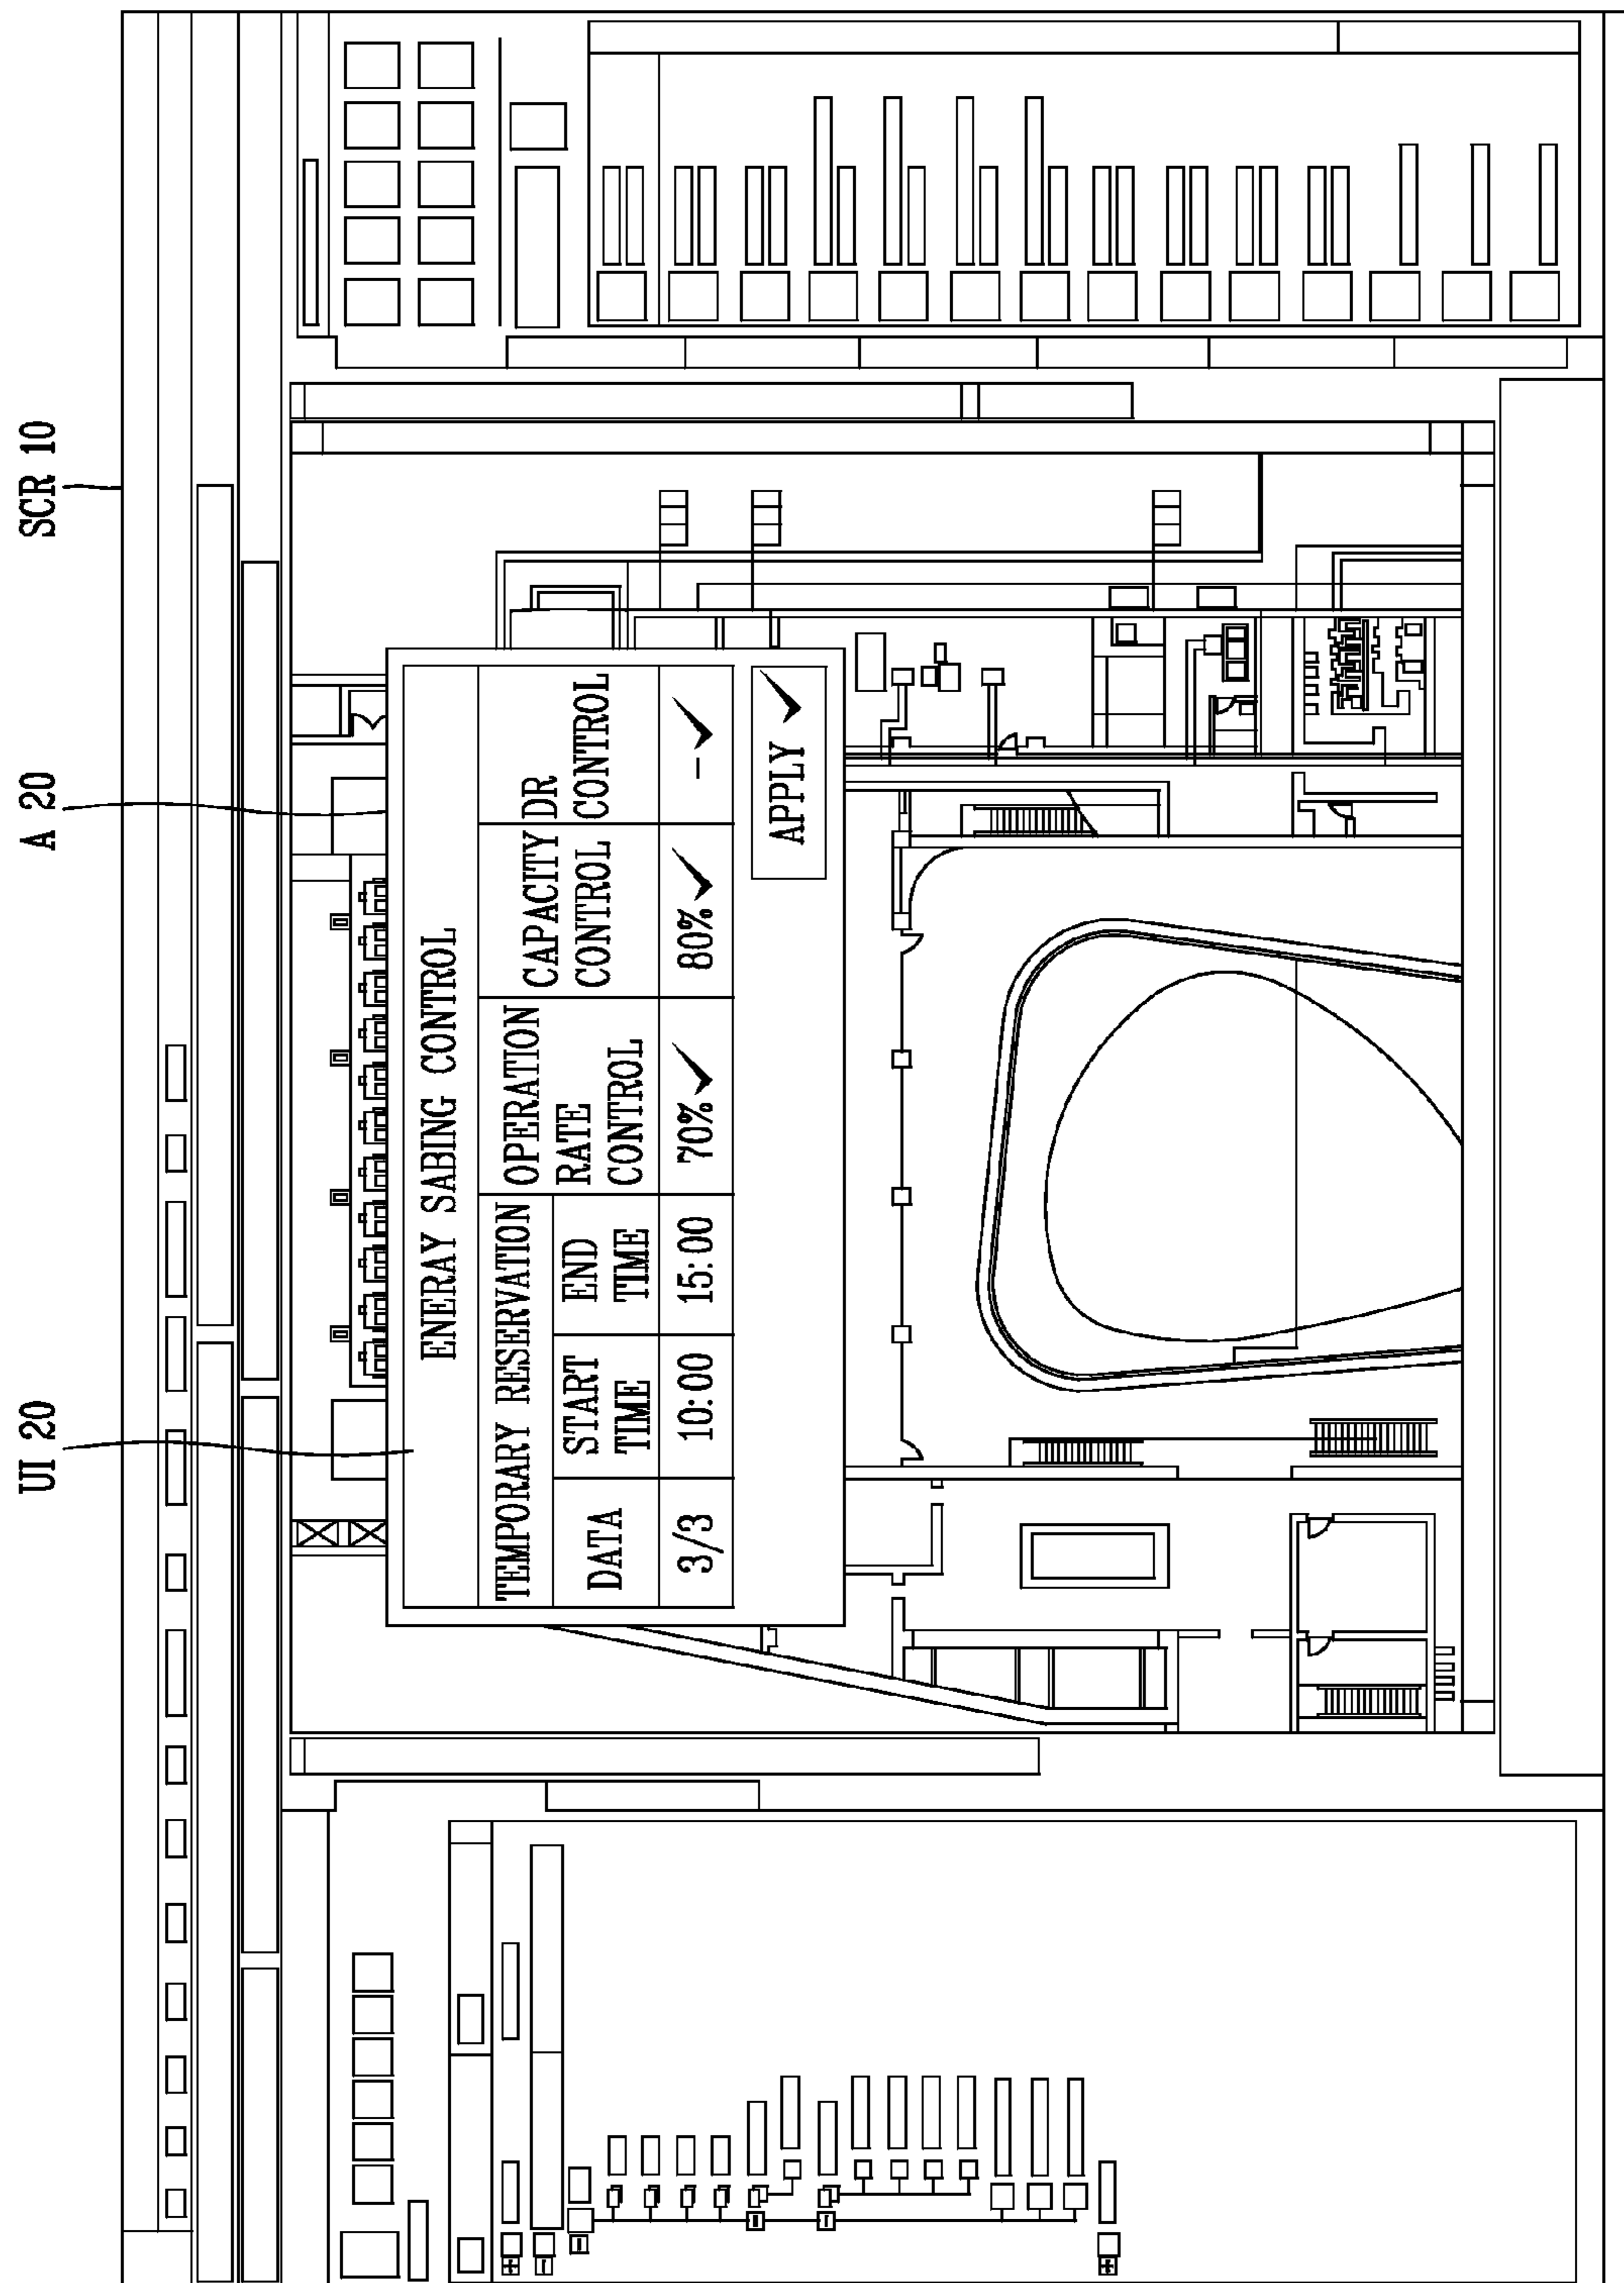 UI 20
A 20
SCR 10
ENERAY SABING CONTROL
TEMPORARY RESERVATION
OPERATION
RATE
CONTROL
CAPACITY
CONTROL
DR
CONTROL
DATA
START
TIME
END
TIME
3/3
10:00
15:00
70%
80%
-
APPLY